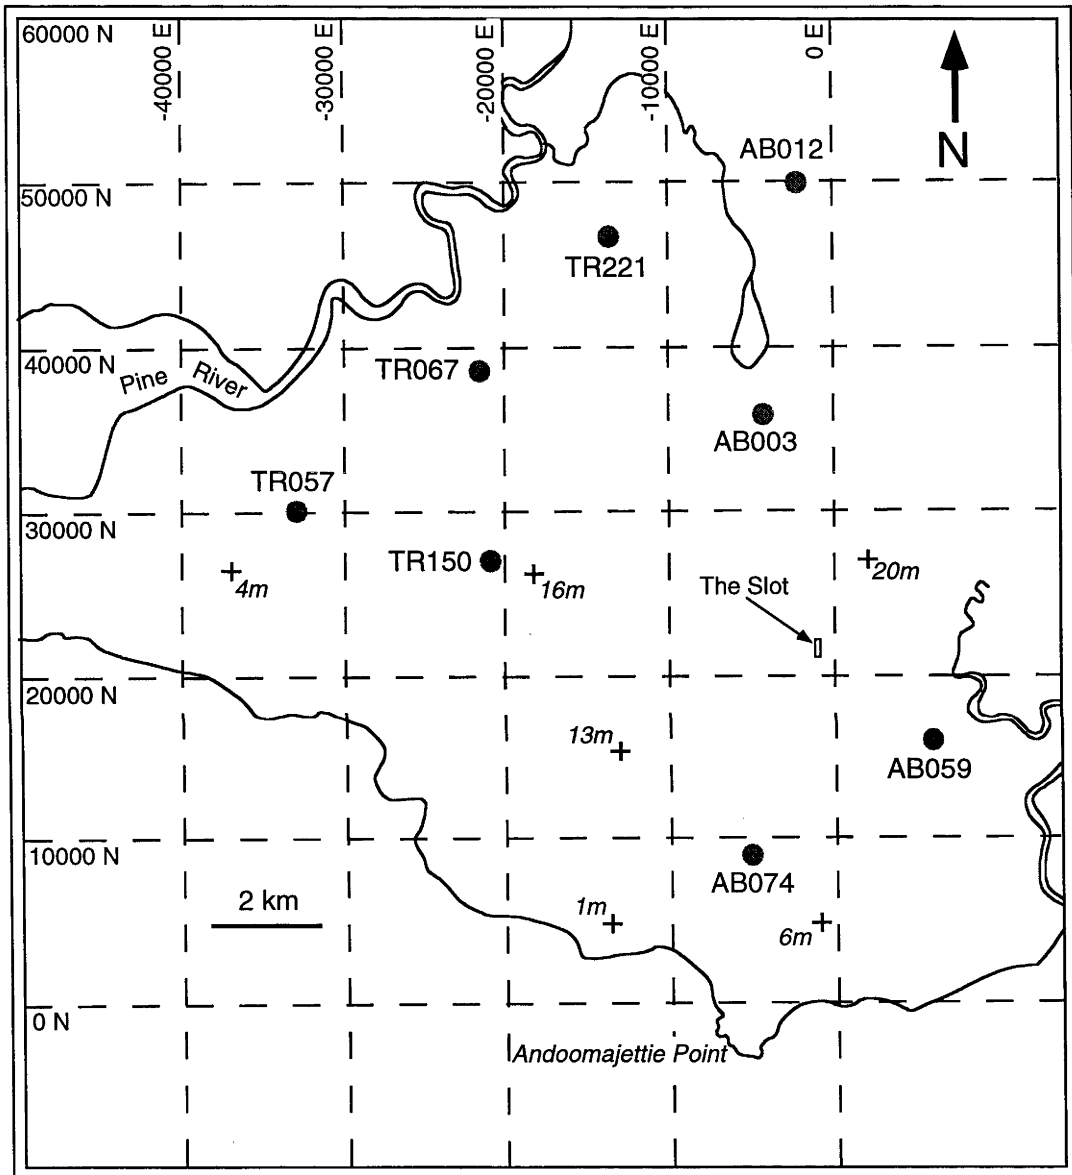 60000 N
-40000 E
-30000 E
-20000 E
-10000 E
0 E
N
AB012
50000 N
TR221
40000 N
TR067
Pine River
AB003
TR057
30000 N
TR150
4m
16m
20m
The Slot
20000 N
13m
AB059
10000 N
AB074
2 km
1m
6m
0 N
Andoomajettie Point